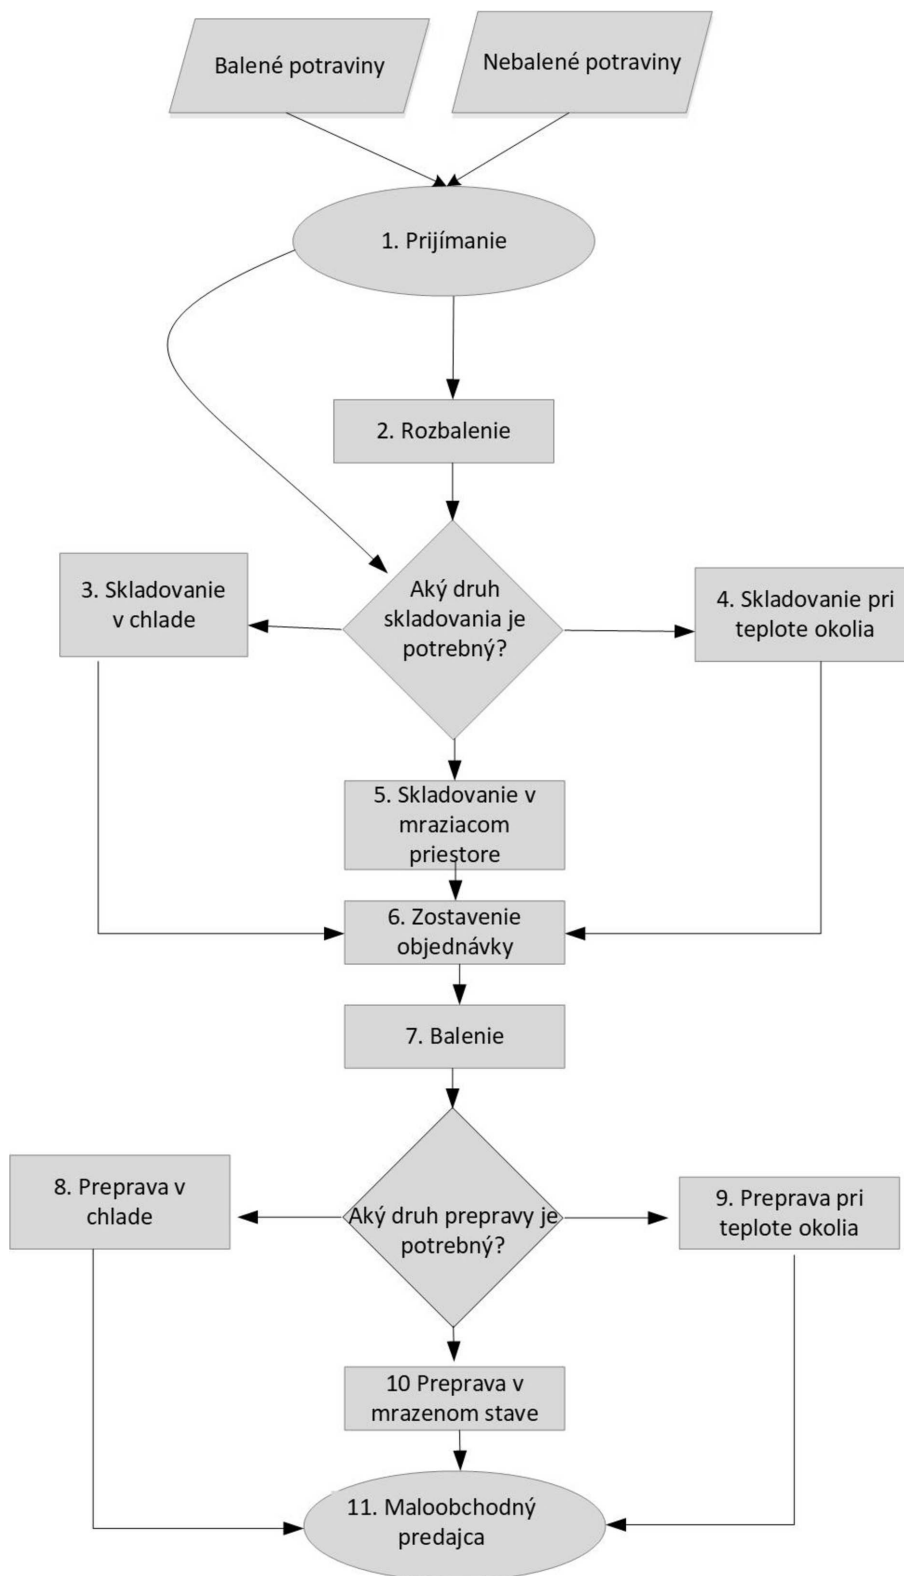 Balené potraviny
Nebalené potraviny
1. Prijímanie
2. Rozbalenie
Aký druh
skladovania je
potrebný?
3. Skladovanie
v chlade
4. Skladovanie pri
teplote okolia
5. Skladovanie v
mraziacom
priestore
6. Zostavenie
objednávky
7. Balenie
Aký druh prepravy je
potrebný?
8. Preprava v
chlade
9. Preprava pri
teplote okolia
10 Preprava v
mrazenom stave
11. Maloobchodný
predajca